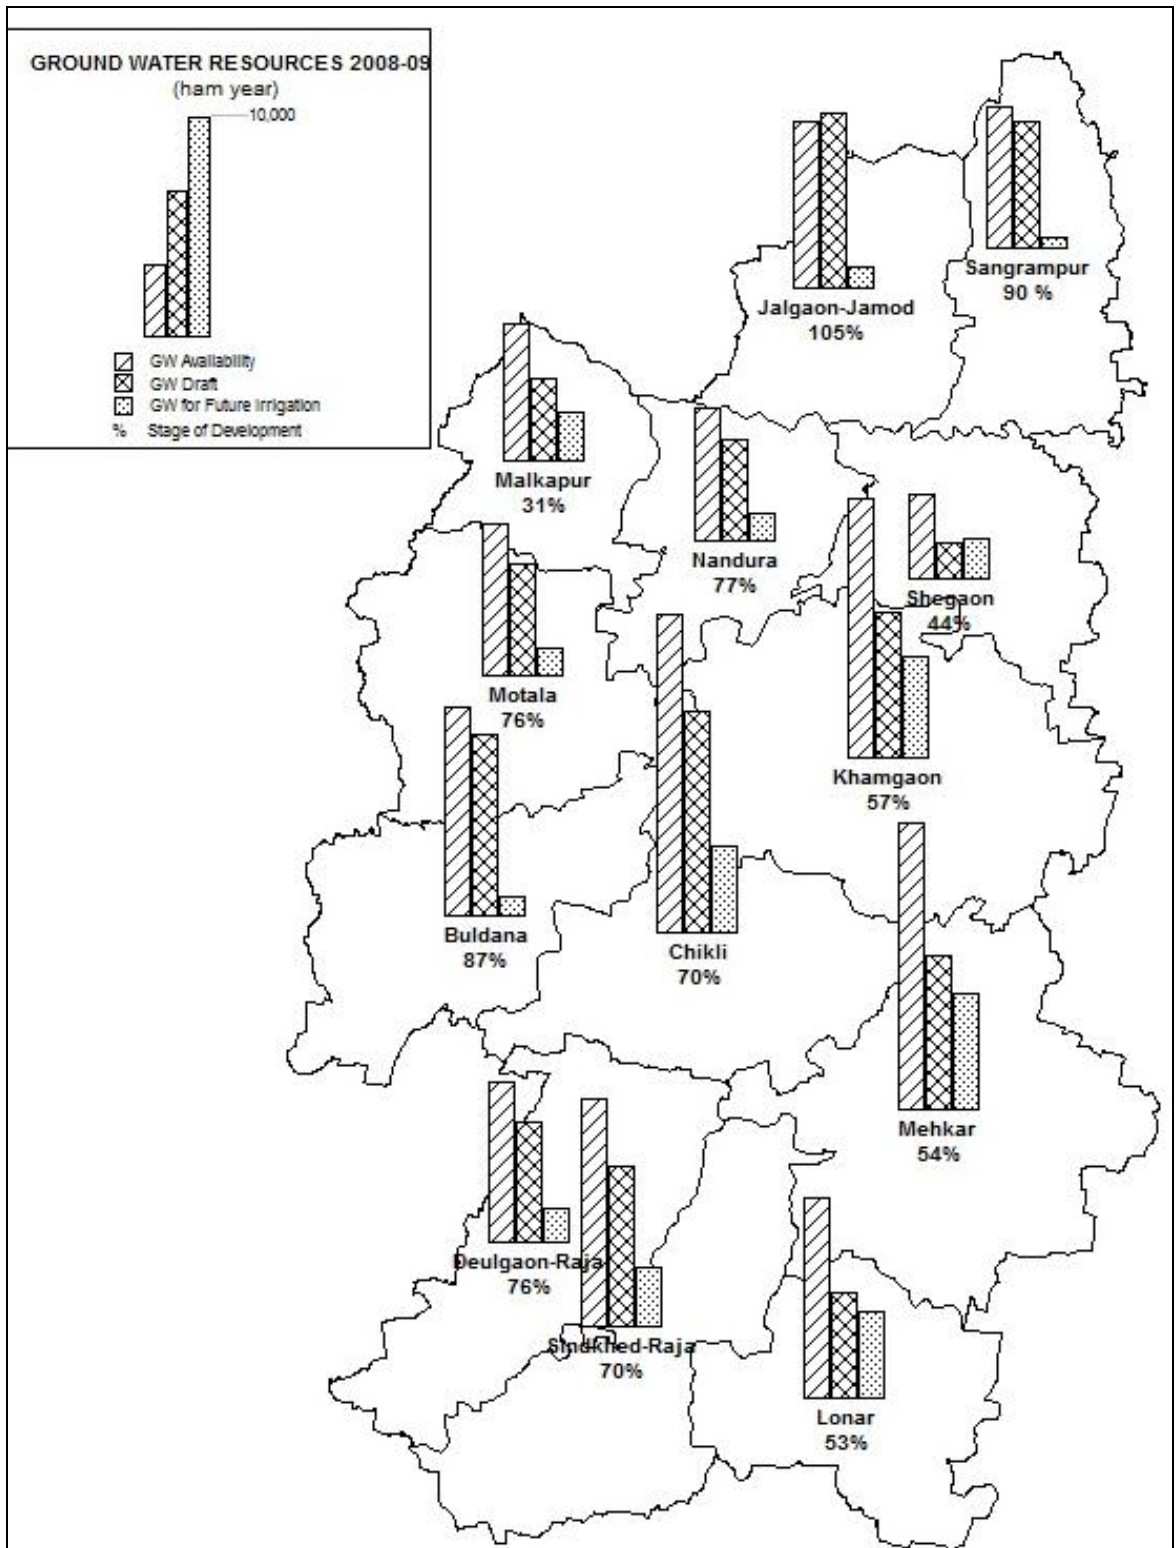 GROUND WATER RESOURCES 2008-09
(ham year)
10,000
GW Availability
GW Draft
GW for Future Irrigation
% Stage of Development
Sangrampur
90 %
Jalgaon-Jamod
105%
Malkapur
31%
Nandura
77%
Shegaon
44%
Motala
76%
Khamgaon
57%
Buldana
87%
Chikli
70%
Mehkar
54%
Deulgaon-Raja
76%
Sindkhed-Raja
70%
Lonar
53%